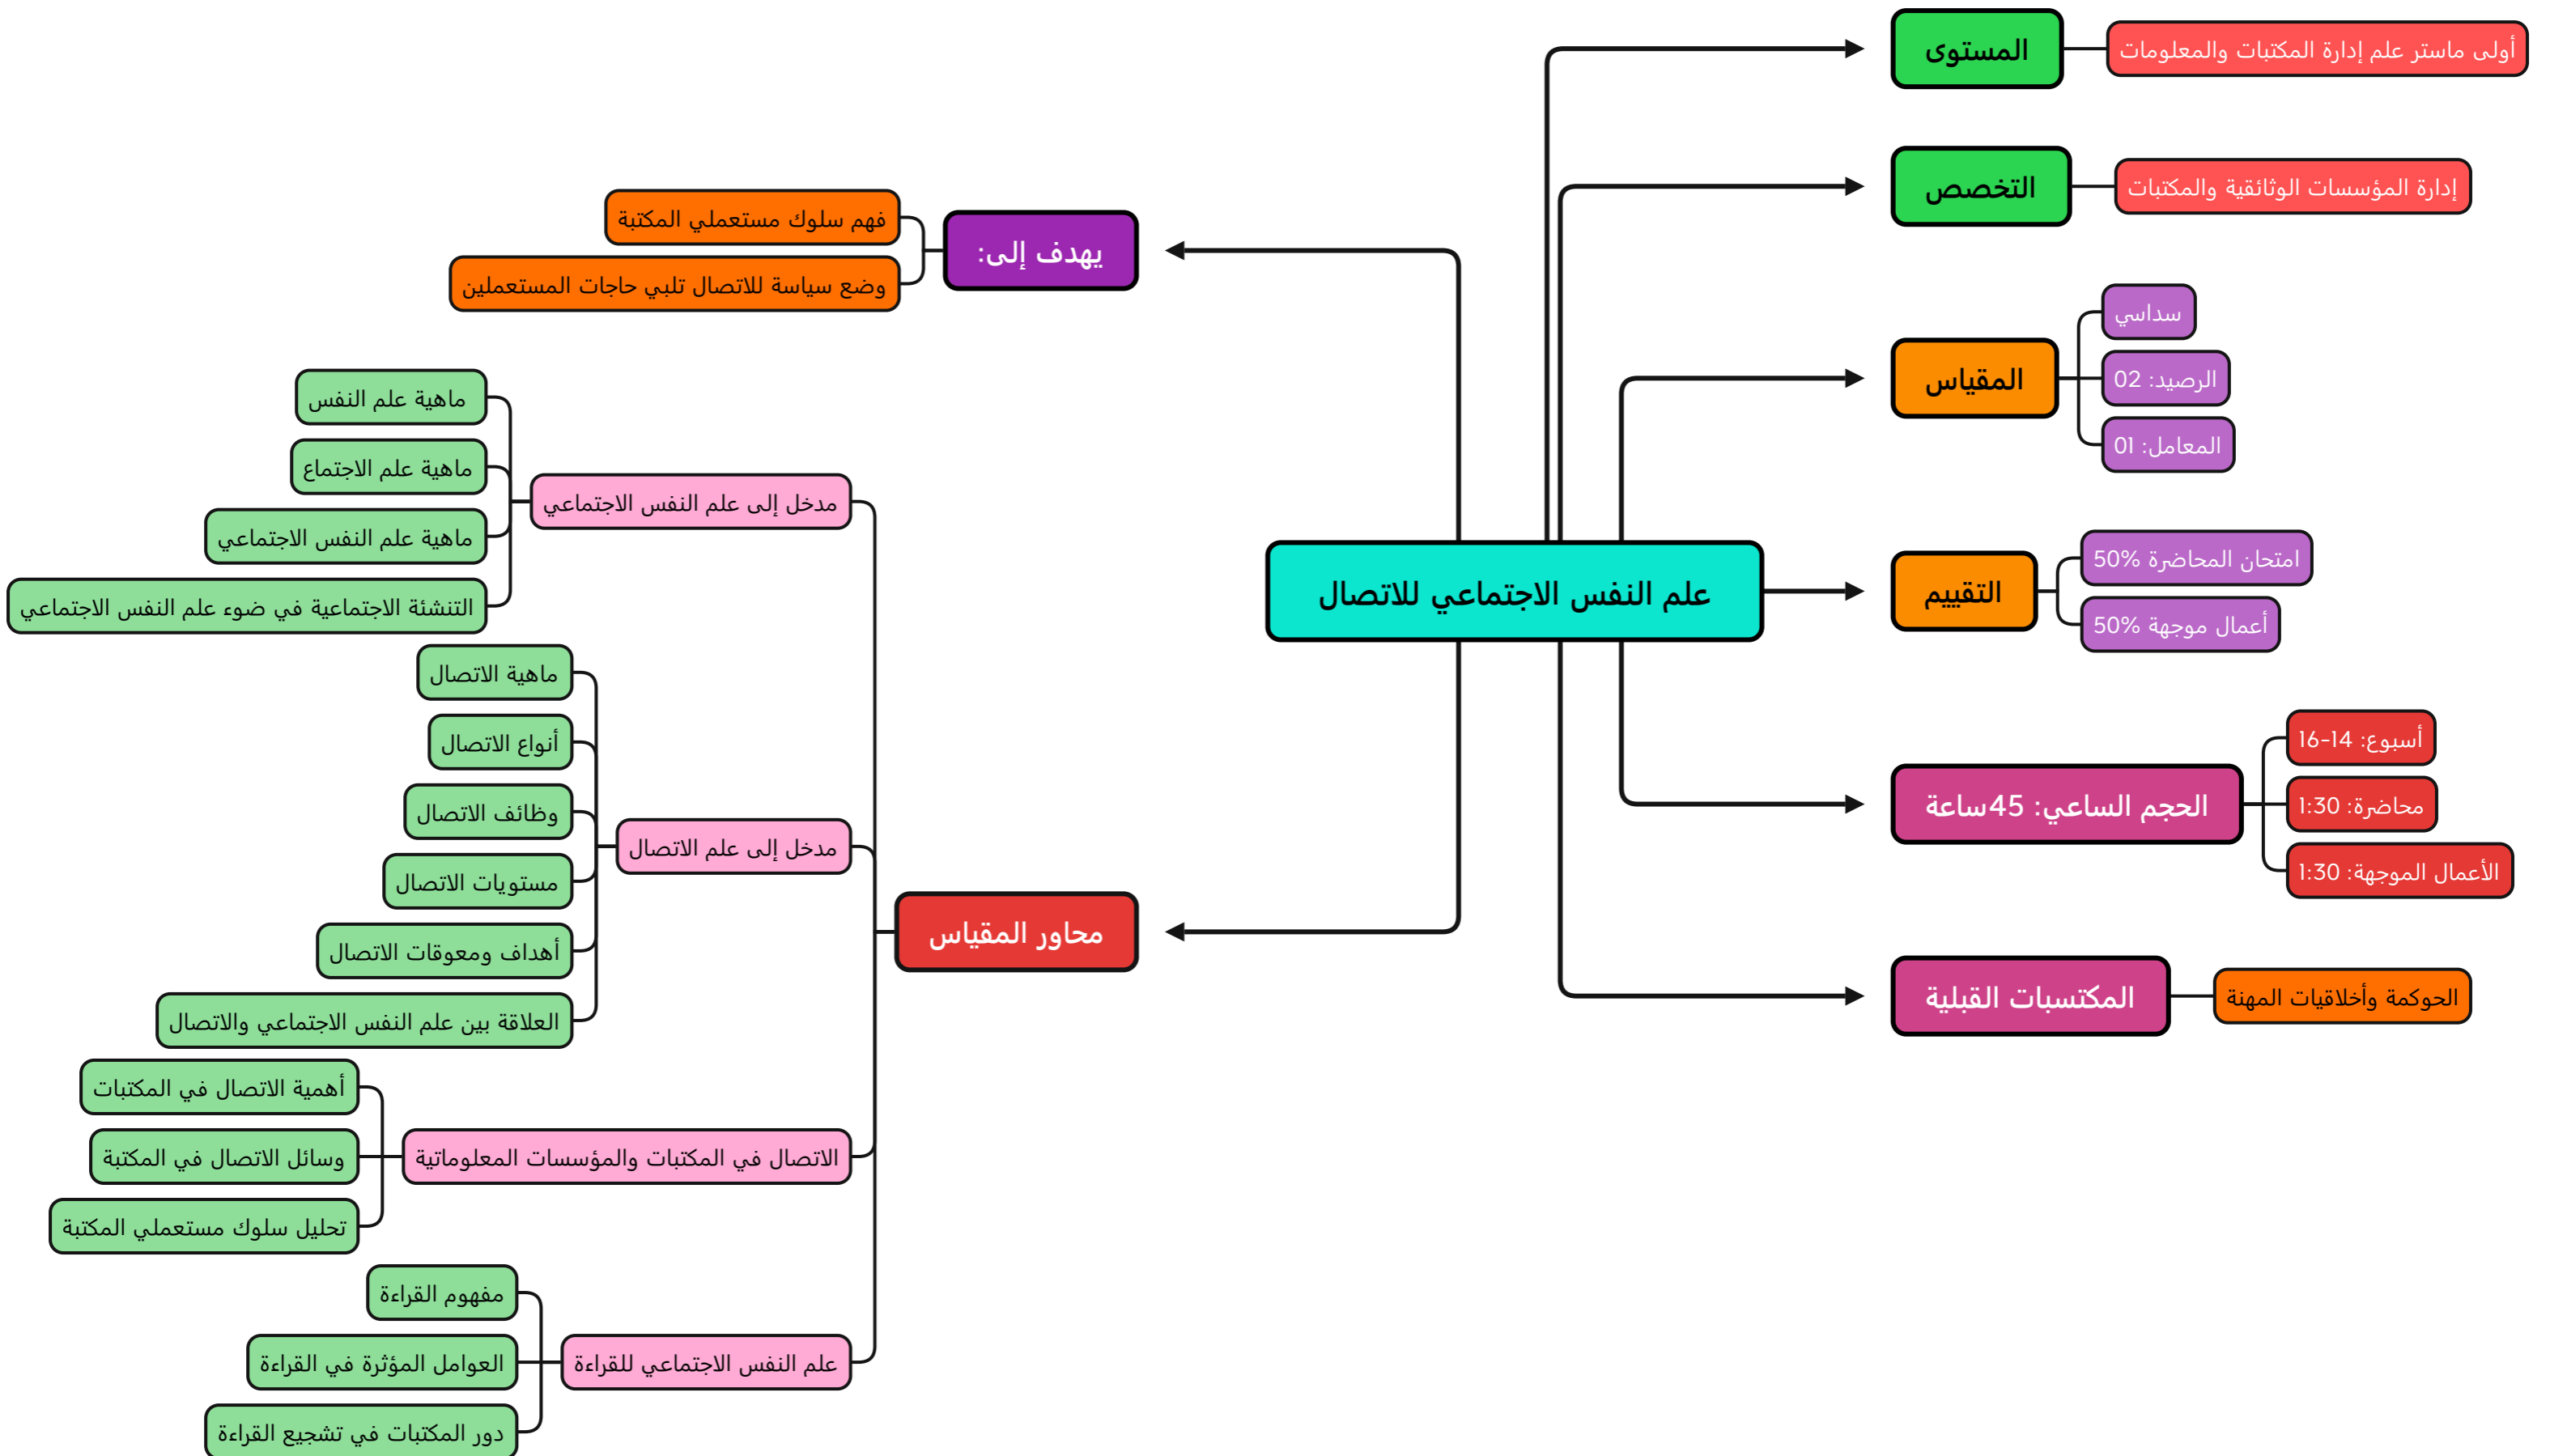 علم النفس الاجتماعي للاتصال
المستوى
أولى ماستر علم إدارة المكتبات والمعلومات
التخصص
إدارة المؤسسات الوثائقية والمكتبات
المقياس
سداسي
الرصيد: 02
المعامل: 01
التقييم
امتحان المحاضرة 50%
أعمال موجهة 50%
الحجم الساعي: 45ساعة
أسبوع: 14-16
محاضرة: 1:30
الأعمال الموجهة: 1:30
المكتسبات القبلية
الحوكمة وأخلاقيات المهنة
يهدف إلى:
فهم سلوك مستعملي المكتبة
وضع سياسة للاتصال تلبي حاجات المستعملين
محاور المقياس
مدخل إلى علم النفس الاجتماعي
ماهية علم النفس
ماهية علم الاجتماع
ماهية علم النفس الاجتماعي
التنشئة الاجتماعية في ضوء علم النفس الاجتماعي
مدخل إلى علم الاتصال
ماهية الاتصال
أنواع الاتصال
وظائف الاتصال
مستويات الاتصال
أهداف ومعوقات الاتصال
العلاقة بين علم النفس الاجتماعي والاتصال
الاتصال في المكتبات والمؤسسات المعلوماتية
أهمية الاتصال في المكتبات
وسائل الاتصال في المكتبة
تحليل سلوك مستعملي المكتبة
علم النفس الاجتماعي للقراءة
مفهوم القراءة
العوامل المؤثرة في القراءة
دور المكتبات في تشجيع القراءة